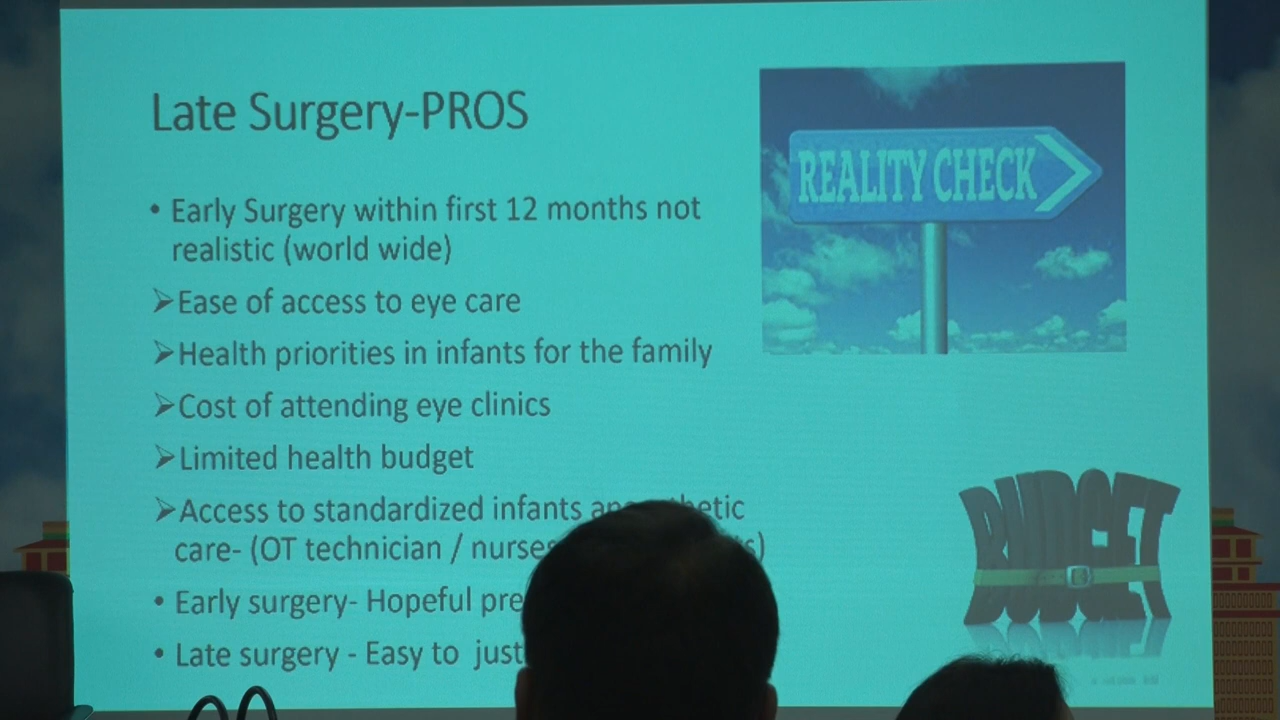 Late Surgery-PROS
REALITY CHECK
• Early Surgery within first 12 months not
realistic (world wide)
➢Ease of access to eye care
➢Health priorities in infants for the family
➢Cost of attending eye clinics
➢Limited health budget
➢Access to standardized infants
care- (OT technician /
• Early surgery- Hopeful
• Late surgery - Easy to
BUDGET